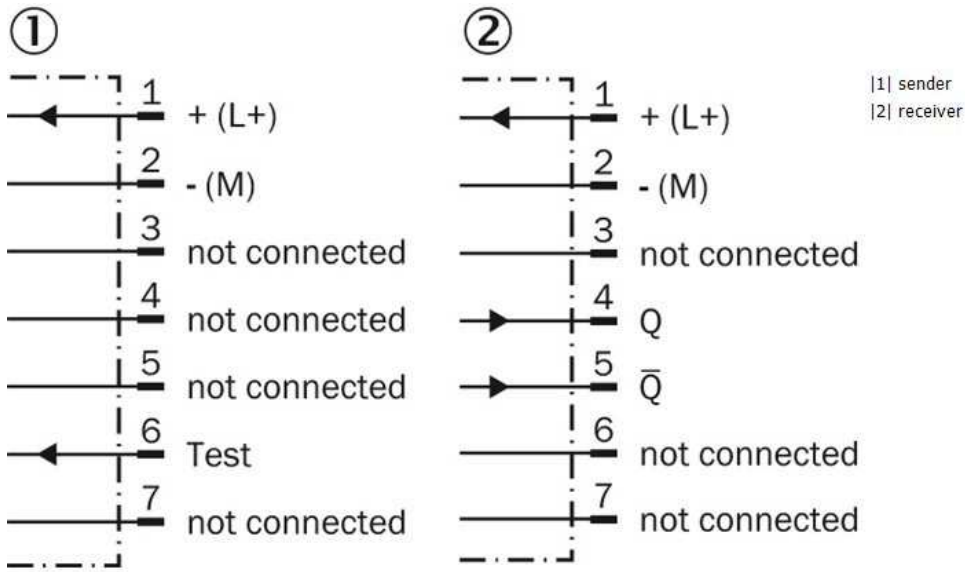 ①
1 + (L+)
2 - (M)
3 not connected
4 not connected
5 not connected
6 Test
7 not connected
②
1 + (L+)
2 - (M)
3 not connected
4 Q
5 Q̅
6 not connected
7 not connected
|1| sender
|2| receiver